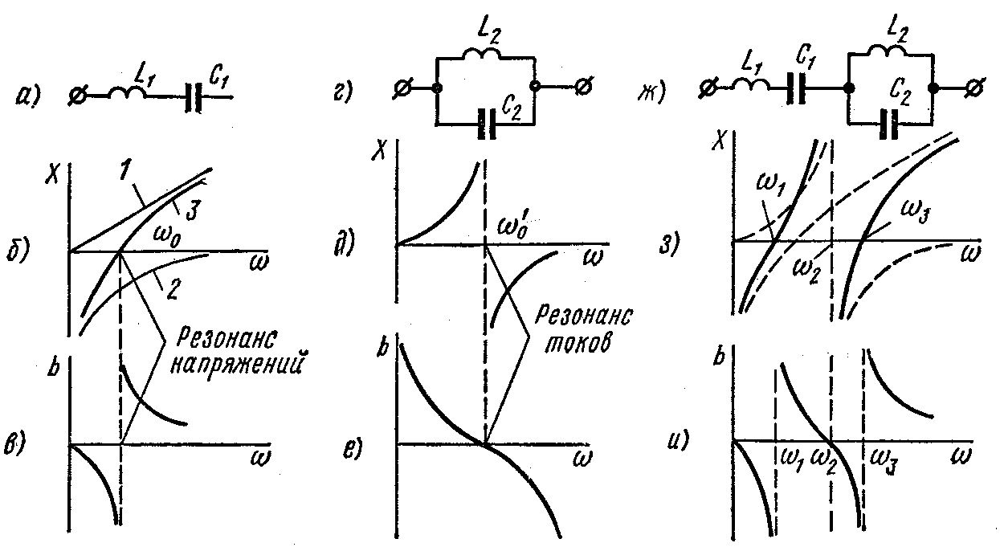 а) L₁ C₁
г) L₂ C₂
ж) L₁ C₁ L₂ C₂
б) X 1 3 ω₀ 2 ω
д) X ω₀′ ω
з) X ω₁ ω₂ ω₃ ω
Резонанс
напряжений
Резонанс
токов
в) b ω
е) b ω
и) b ω₁ ω₂ ω₃ ω